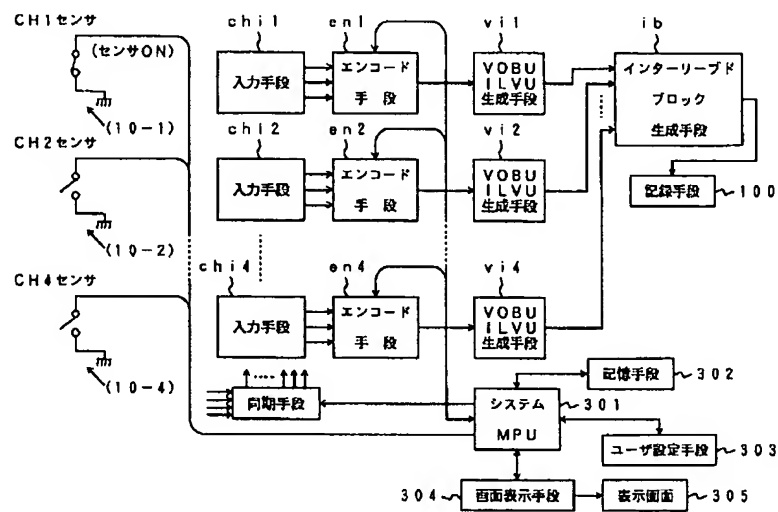 CH1センサ
(センサON)
(10-1)
CH2センサ
(10-2)
CH4センサ
(10-4)
chi1
入力手段
en1
エンコード
手段
vi1
VOBU
ILVU
生成手段
ib
インターリーブド
ブロック
生成手段
chi2
入力手段
en2
エンコード
手段
vi2
VOBU
ILVU
生成手段
記録手段
100
chi4
入力手段
en4
エンコード
手段
vi4
VOBU
ILVU
生成手段
同期手段
システム
MPU
301
記憶手段
302
ユーザ設定手段
303
304
画面表示手段
表示画面
305